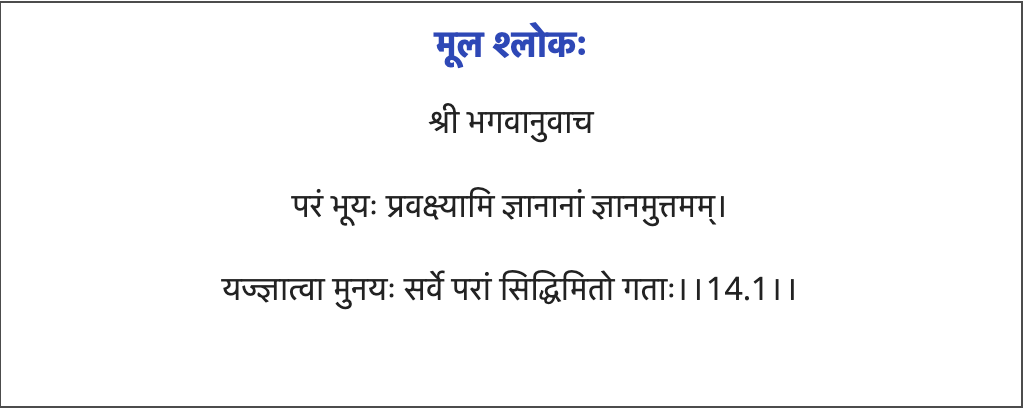 मूल श्लोकः
श्री भगवानुवाच
परं भूयः प्रवक्ष्यामि ज्ञानानां ज्ञानमुत्तमम्।
यज्ज्ञात्वा मुनयः सर्वे परां सिद्धिमितो गताः।।14.1।।